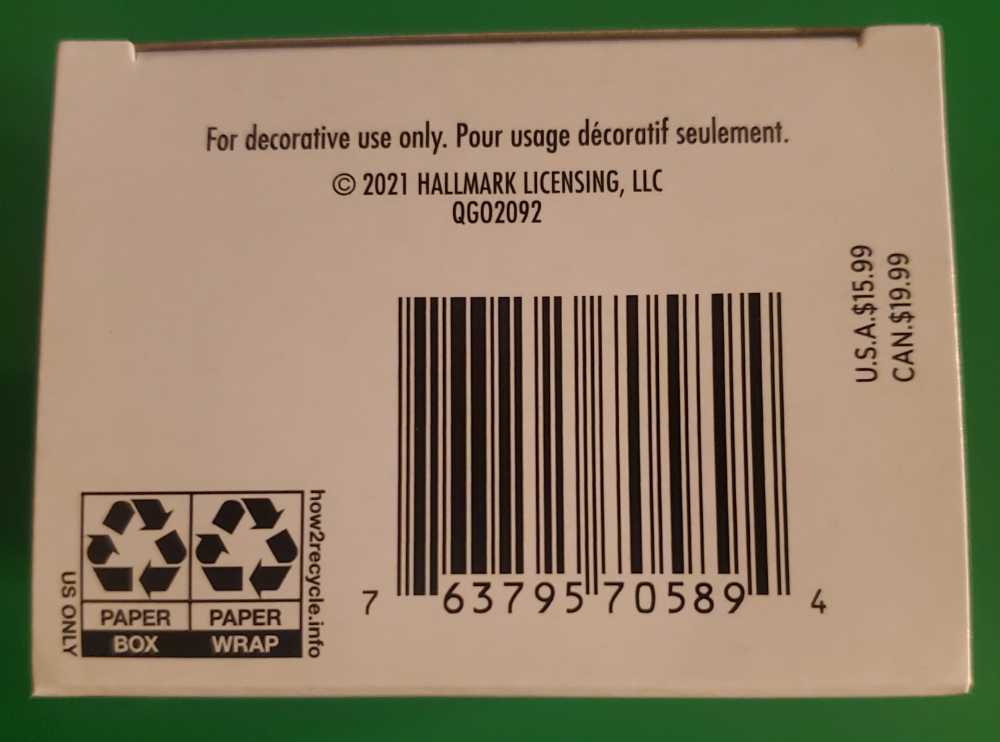 For decorative use only. Pour usage décoratif seulement.
© 2021 HALLMARK LICENSING, LLC
QGO2092
U.S.A.$15.99
CAN.$19.99
7 63795 70589 4
how2recycle.info
US ONLY
PAPER PAPER
BOX WRAP